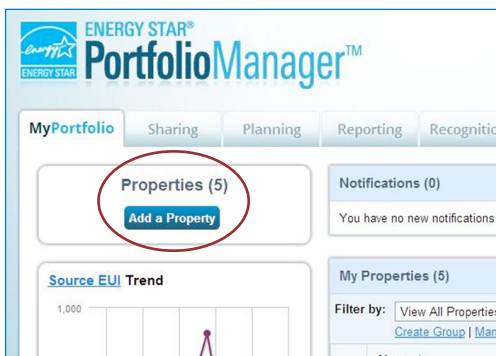 ENERGY STAR®
energy
ENERGY STAR
PortfolioManager™
MyPortfolio Sharing Planning Reporting
Properties (5)
Add a Property
Notifications (0)
You have no new notifications
Source EUI Trend
1,000
My Properties (5)
Filter by: View All Properties
Create Group |